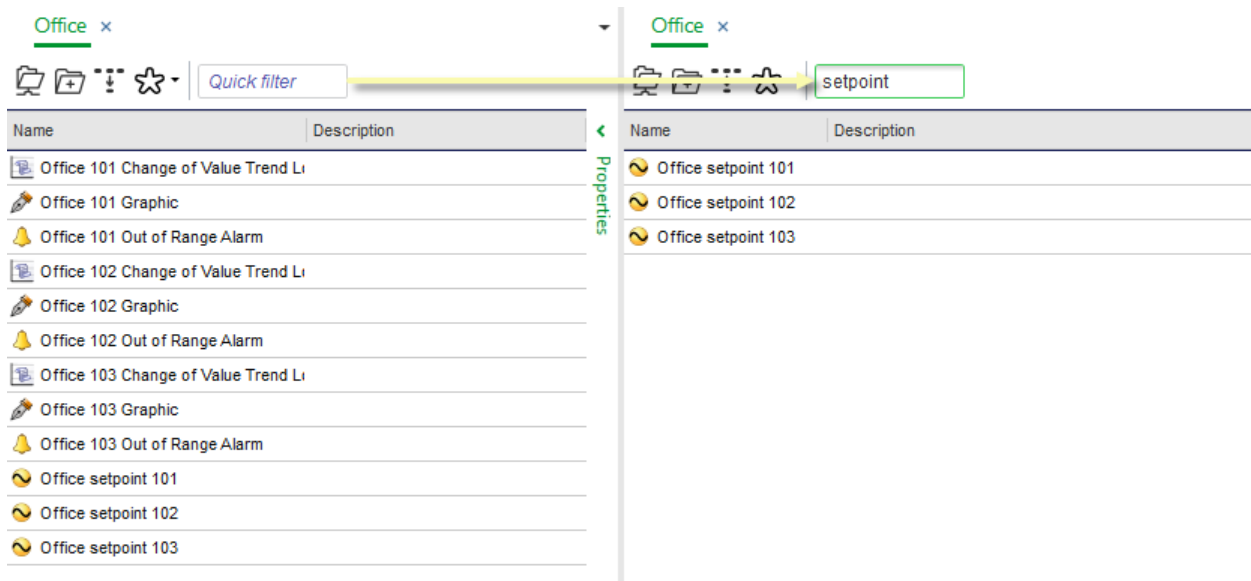 Office ×
Quick filter
Name Description
Office 101 Change of Value Trend
Office 101 Graphic
Office 101 Out of Range Alarm
Office 102 Change of Value Trend
Office 102 Graphic
Office 102 Out of Range Alarm
Office 103 Change of Value Trend
Office 103 Graphic
Office 103 Out of Range Alarm
Office setpoint 101
Office setpoint 102
Office setpoint 103
Properties
Office ×
setpoint
Name Description
Office setpoint 101
Office setpoint 102
Office setpoint 103